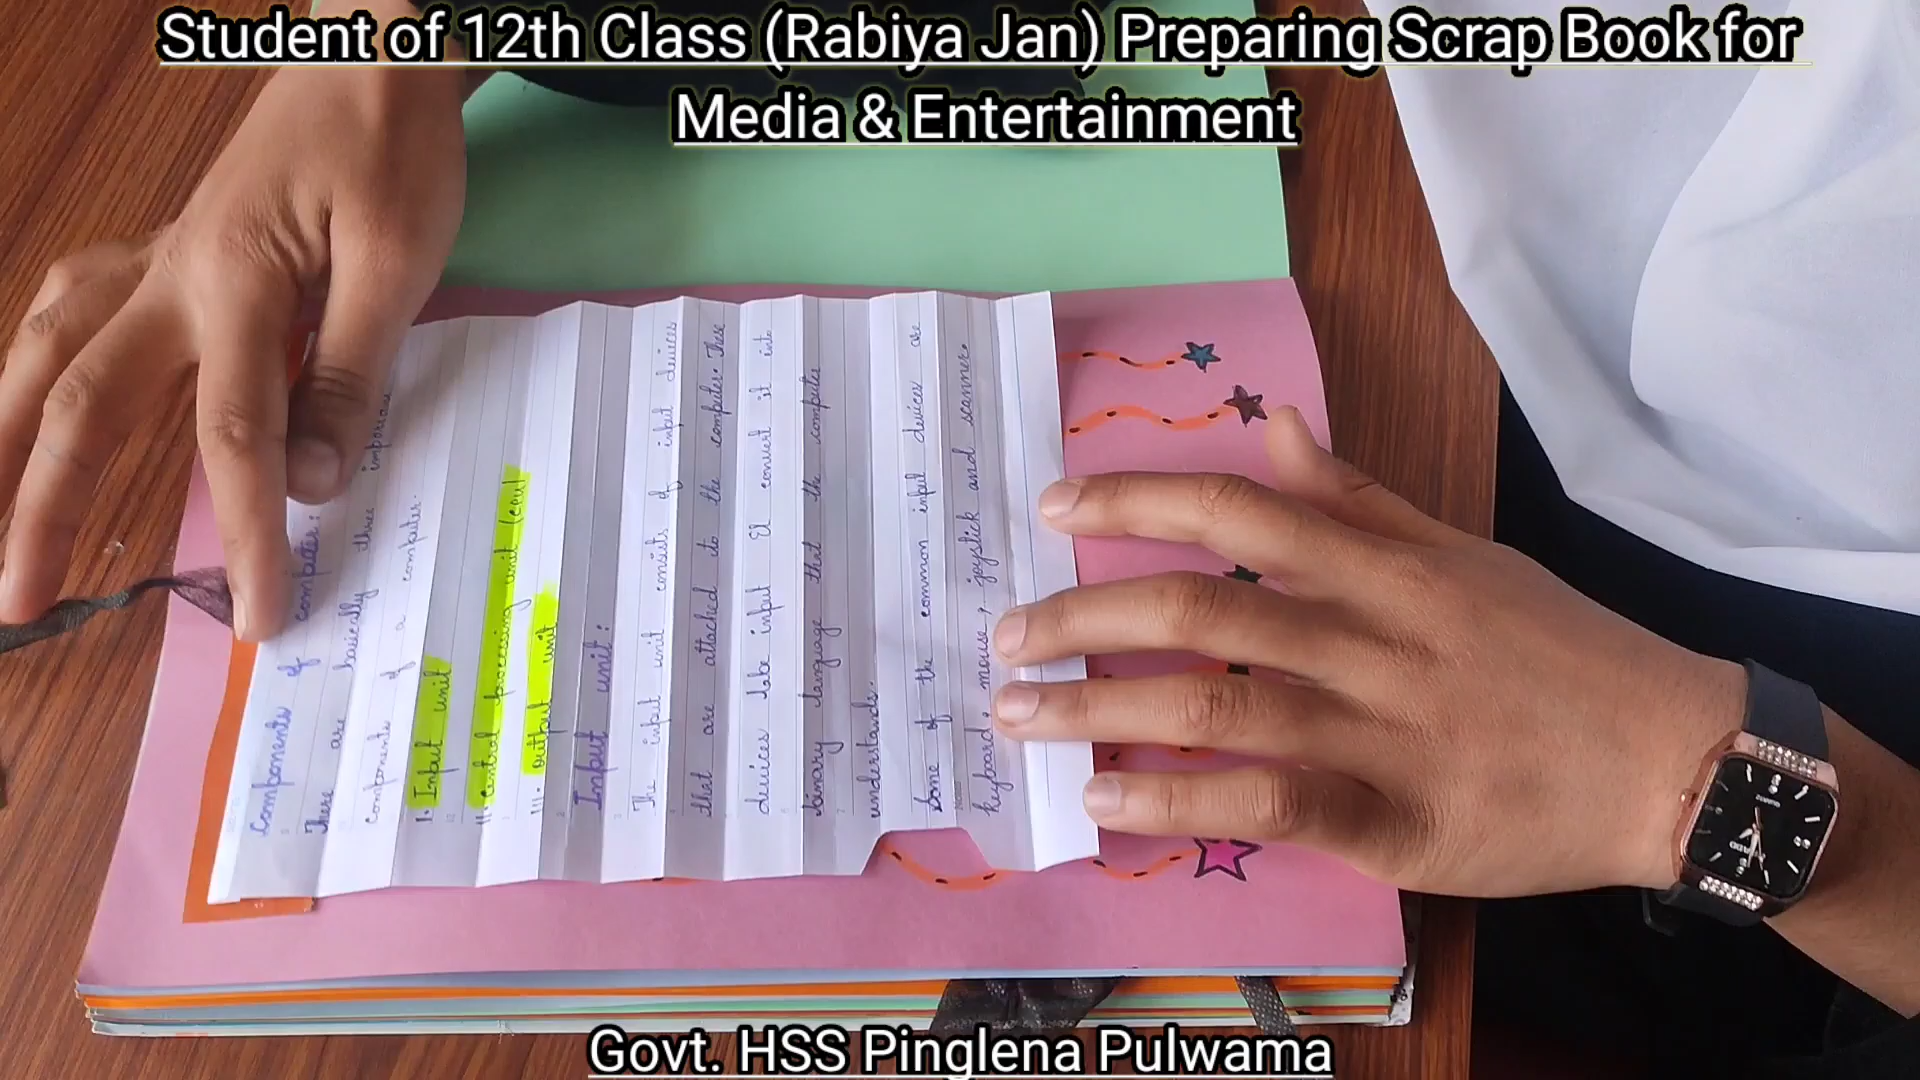 Student of 12th Class (Rabiya Jan) Preparing Scrap Book for
Media & Entertainment
Components of computer:
There are basically three important
components of a computer.
I. Input unit
II. central processing unit (cpu)
III. output unit
Input unit:
The input unit consists of input devices
that are attached to the computer. These
devices take input & convert it into
binary language that the computer
understands.
Some of the common input devices are
keyboard, mouse, joystick and scanner.
Govt. HSS Pinglena Pulwama